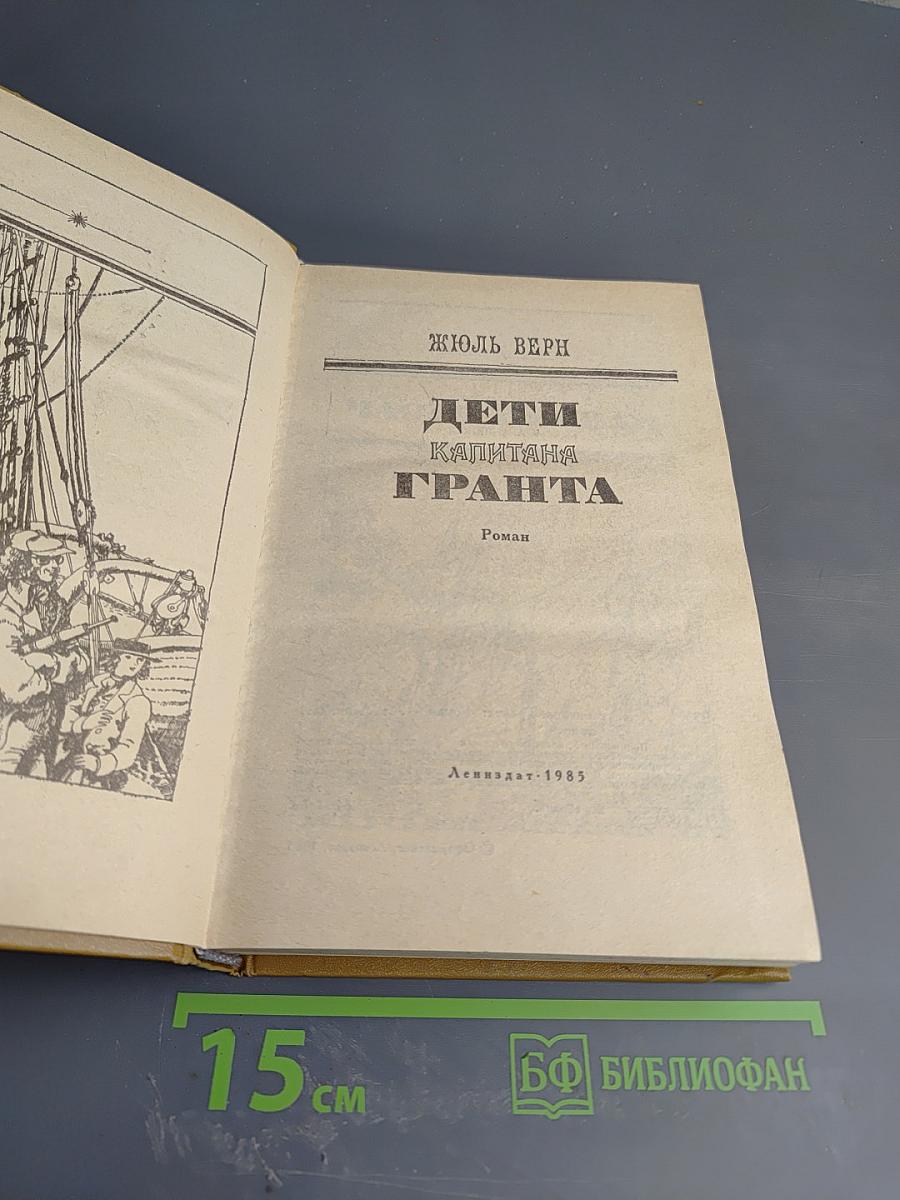 ЖЮЛЬ ВЕРН
ДЕТИ
КАПИТАНА
ГРАНТА
Роман
Лениздат · 1985
15 см
БФ БИБЛИОФАН